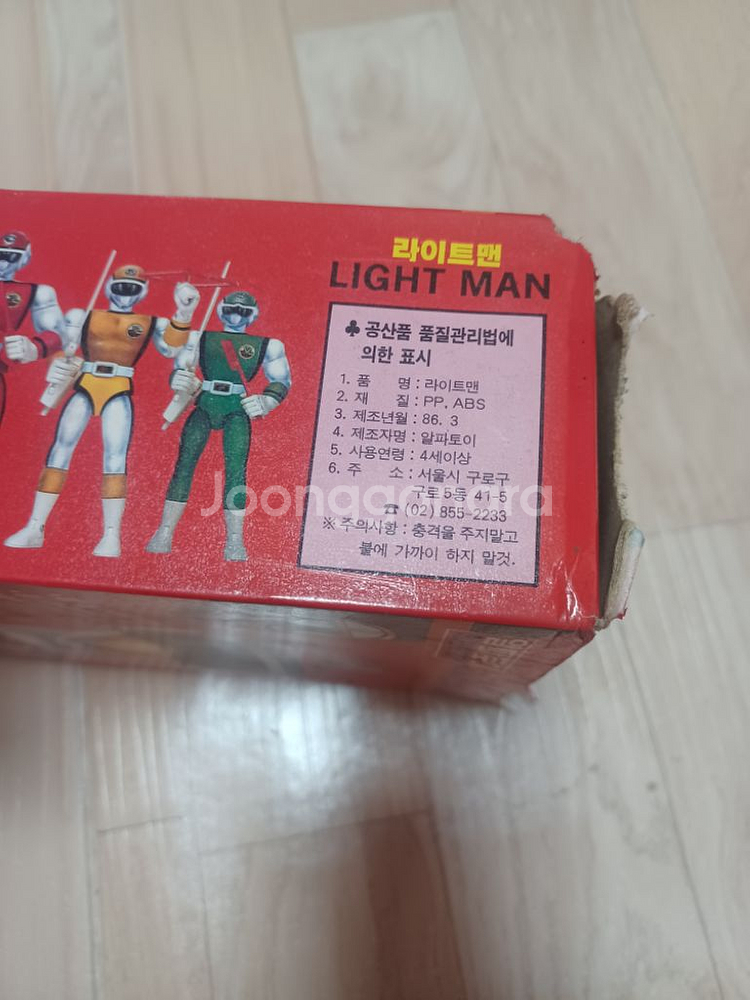 라이트맨
LIGHT MAN
♣ 공산품 품질관리법에
의한 표시
1. 품 명 : 라이트맨
2. 재 질 : PP, ABS
3. 제조년월 : 86. 3
4. 제조자명 : 알파토이
5. 사용연령 : 4세이상
6. 주 소 : 서울시 구로구
구로5동 41-5
☎ (02) 855-2233
※ 주의사항 : 충격을 주지말고
불에 가까이 하지 말것.
Joonggonara